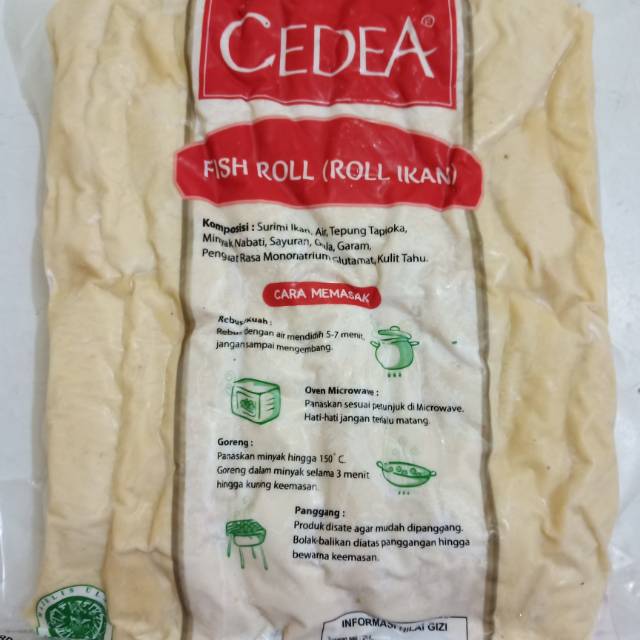 CEDEA®
FISH ROLL (ROLL IKAN)
Komposisi : Surimi Ikan, Air, Tepung Tapioka,
Minyak Nabati, Sayuran, Gula, Garam,
Penguat Rasa Mononatrium Glutamat, Kulit Tahu.
CARA MEMASAK
Rebus/kuah :
Rebus dengan air mendidih 5-7 menit,
jangan sampai mengembang.
Oven Microwave :
Panaskan sesuai petunjuk di Microwave.
Hati-hati jangan terlalu matang.
Goreng :
Panaskan minyak hingga 150° C.
Goreng dalam minyak selama 3 menit
hingga kuning keemasan.
Panggang :
Produk disate agar mudah dipanggang.
Bolak-balikan diatas panggangan hingga
bewarna keemasan.
INFORMASI NILAI GIZI